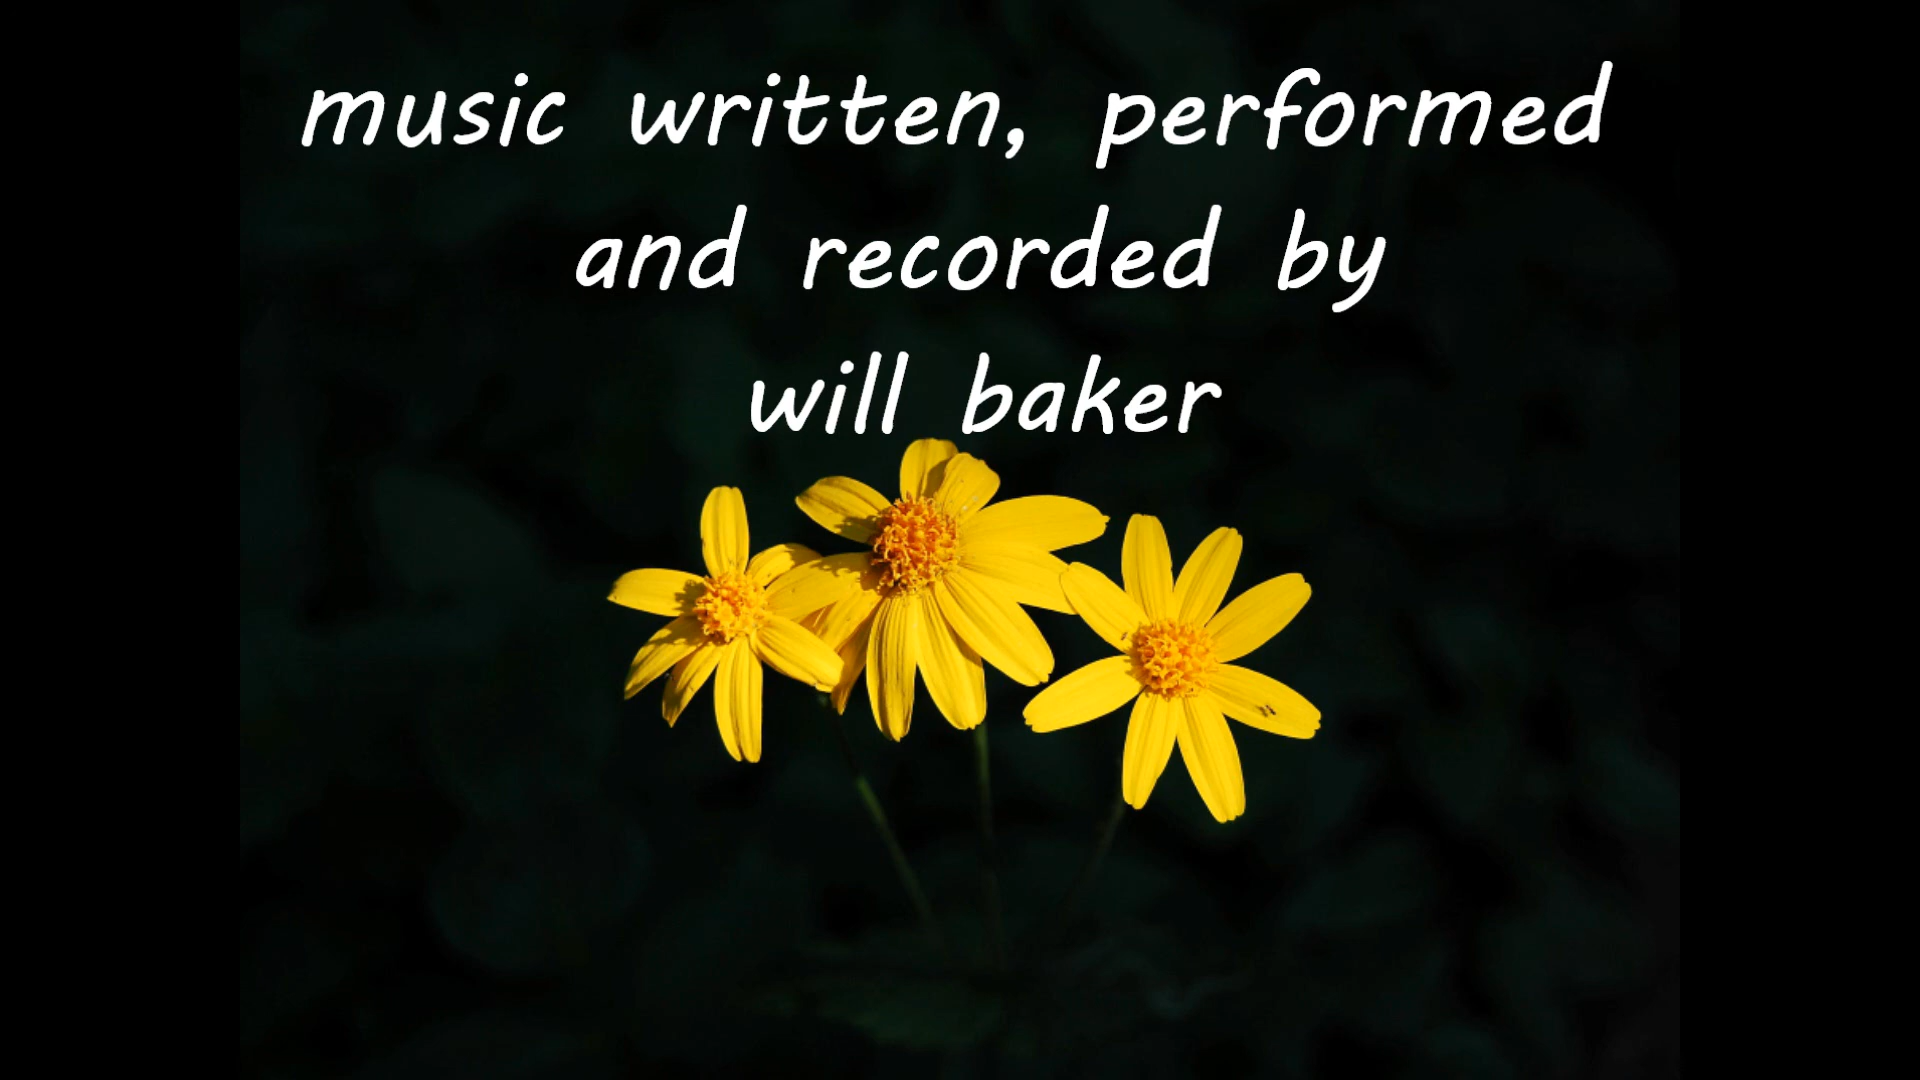 music written, performed
and recorded by
will baker